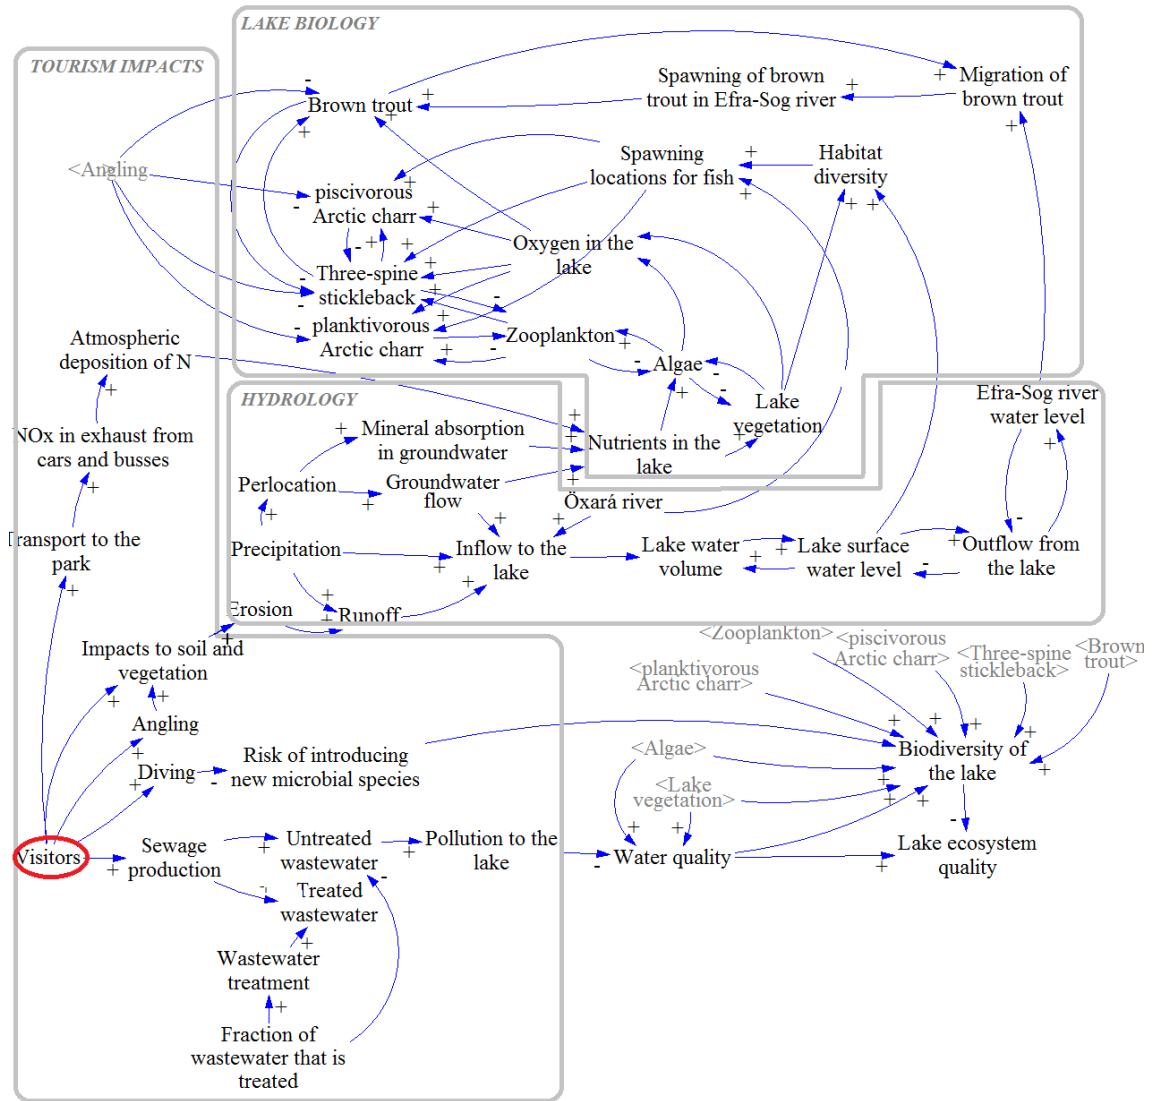 LAKE BIOLOGY
TOURISM IMPACTS
Brown trout
Spawning of brown
trout in Efra-Sog river
Migration of
brown trout
<Angling
piscivorous
Arctic charr
Spawning
locations for fish
Habitat
diversity
Oxygen in the
lake
Three-spine
stickleback
planktivorous
Arctic charr
Zooplankton
Algae
Lake
vegetation
Atmospheric
deposition of N
HYDROLOGY
Efra-Sog river
water level
NOx in exhaust from
cars and busses
Mineral absorption
in groundwater
Nutrients in the
lake
Perlocation
Groundwater
flow
Öxará river
Transport to the
park
Precipitation
Inflow to the
lake
Lake water
volume
Lake surface
water level
Outflow from
the lake
Erosion
Runoff
Impacts to soil and
vegetation
<Zooplankton>
<piscivorous
Arctic charr>
<Three-spine
stickleback>
<Brown
trout>
<planktivorous
Arctic charr>
Angling
Diving
Risk of introducing
new microbial species
<Algae>
<Lake
vegetation>
Biodiversity of
the lake
Visitors
Sewage
production
Untreated
wastewater
Pollution to the
lake
Water quality
Lake ecosystem
quality
Treated
wastewater
Wastewater
treatment
Fraction of
wastewater that is
treated